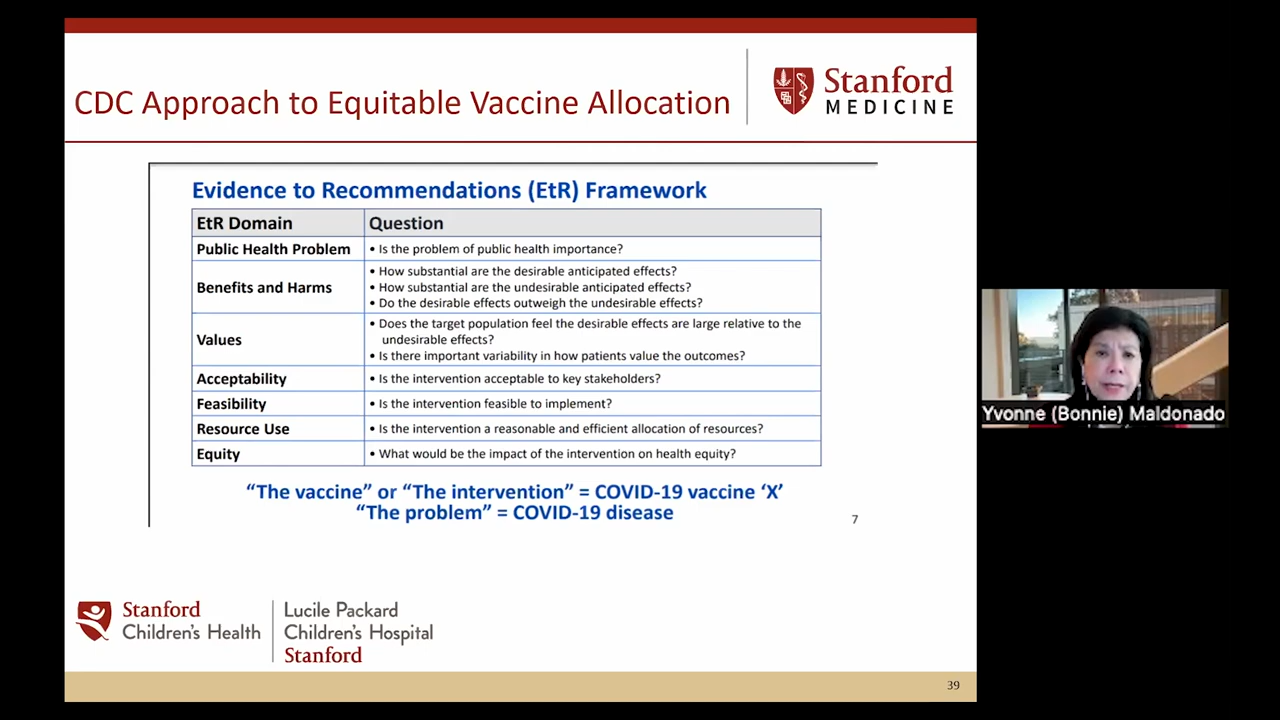 CDC Approach to Equitable Vaccine Allocation
Stanford
MEDICINE
Evidence to Recommendations (EtR) Framework
EtR Domain
Question
Public Health Problem
• Is the problem of public health importance?
Benefits and Harms
• How substantial are the desirable anticipated effects?
• How substantial are the undesirable anticipated effects?
• Do the desirable effects outweigh the undesirable effects?
Values
• Does the target population feel the desirable effects are large relative to the
undesirable effects?
• Is there important variability in how patients value the outcomes?
Acceptability
• Is the intervention acceptable to key stakeholders?
Feasibility
• Is the intervention feasible to implement?
Resource Use
• Is the intervention a reasonable and efficient allocation of resources?
Equity
• What would be the impact of the intervention on health equity?
“The vaccine” or “The intervention” = COVID-19 vaccine ‘X’
“The problem” = COVID-19 disease
7
Stanford
Children’s Health
Lucile Packard
Children’s Hospital
Stanford
39
Yvonne (Bonnie) Maldonado